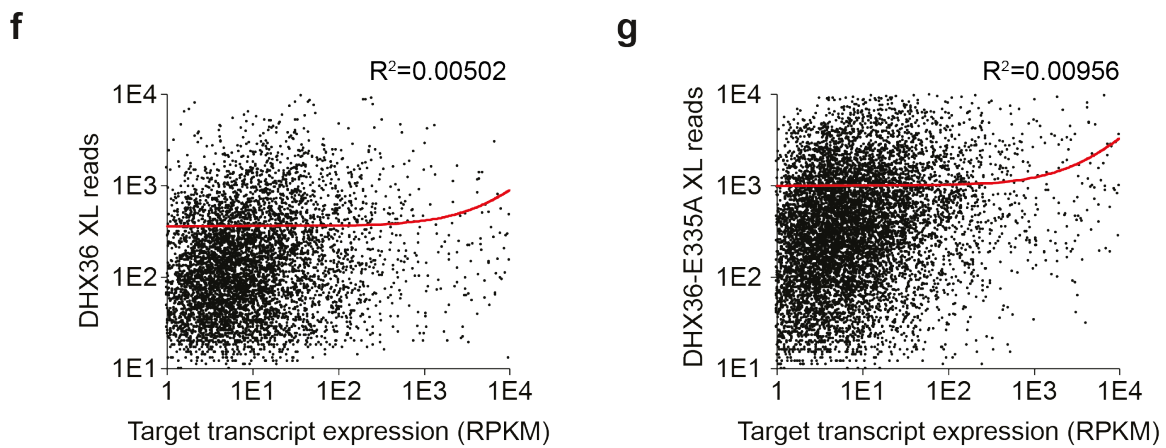 f
R²=0.00502
1E4
1E3
1E2
1E1
DHX36 XL reads
1 1E1 1E2 1E3 1E4
Target transcript expression (RPKM)
g
R²=0.00956
1E4
1E3
1E2
1E1
DHX36-E335A XL reads
1 1E1 1E2 1E3 1E4
Target transcript expression (RPKM)